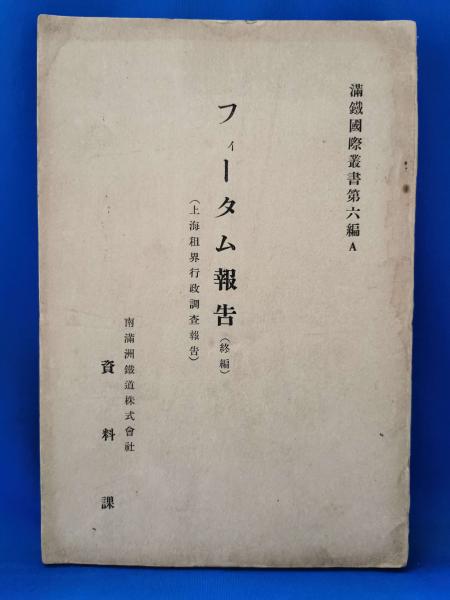 滿鐵國際叢書第六編A
フィータム報告(終編)
(上海租界行政調査報告)
南滿洲鐵道株式會社
資料課